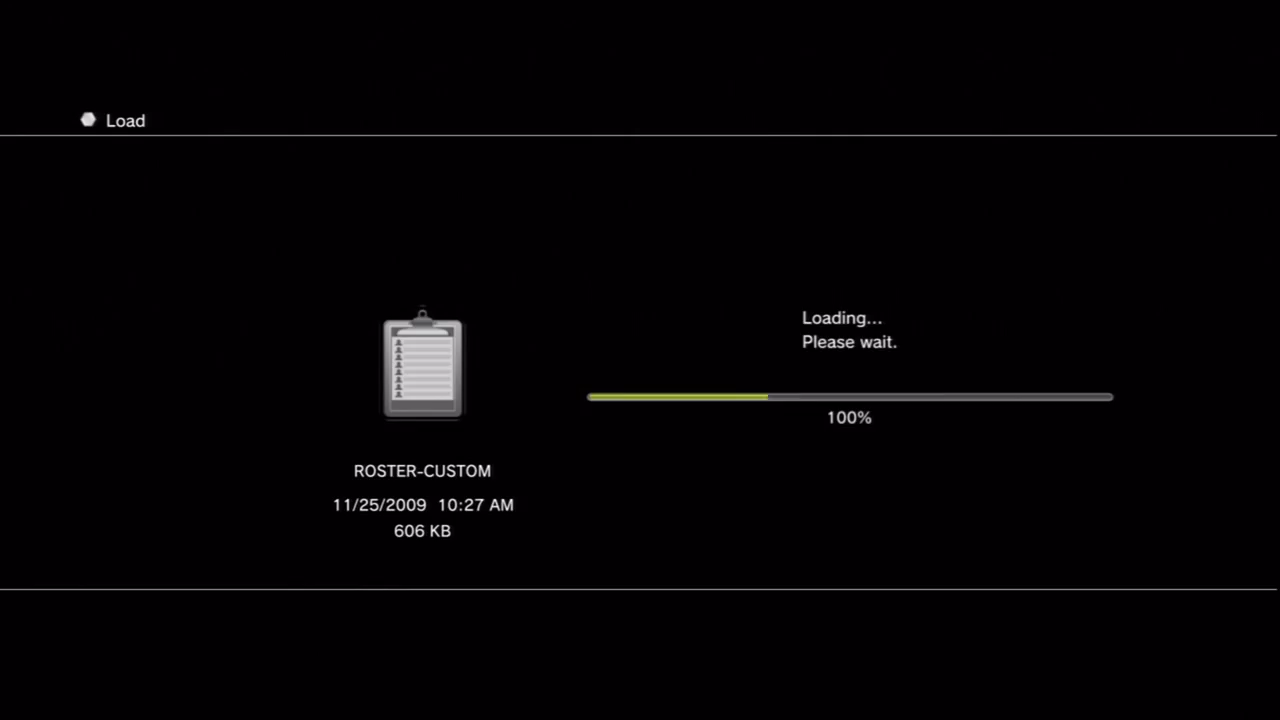 Load
Loading...
Please wait.
100%
ROSTER-CUSTOM
11/25/2009 10:27 AM
606 KB